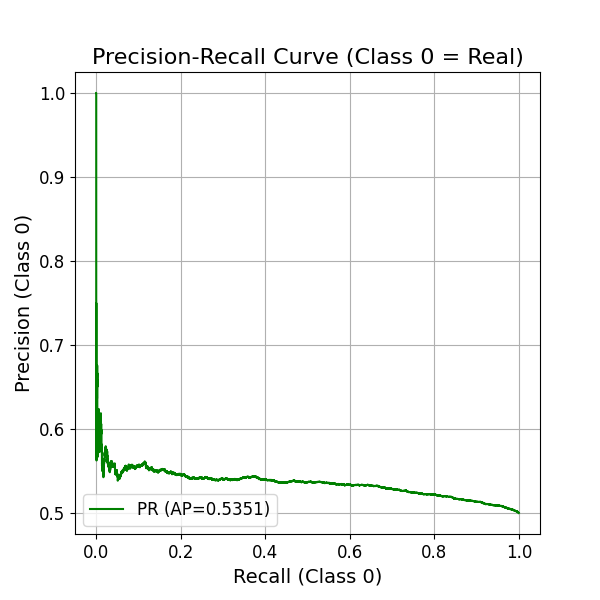 Precision-Recall Curve (Class 0 = Real)
Precision (Class 0)
1.0
0.9
0.8
0.7
0.6
0.5
PR (AP=0.5351)
0.0 0.2 0.4 0.6 0.8 1.0
Recall (Class 0)